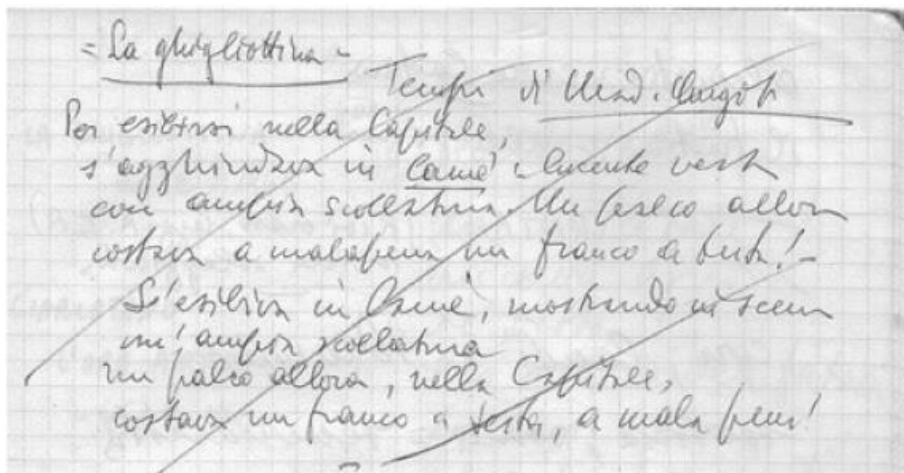 = La ghigliottina -
Tempi di Mad. Angot
Per esibirsi nella Capitale,
s'agghindava in lamé: lucente veste
con ampia scollatura. Un palco allora
costava a malapena un franco a testa! -
S'esibiva in lamé, mostrando in scena
un'ampia scollatura
un palco allora, nella Capitale,
costava un franco a testa, a mala pena!